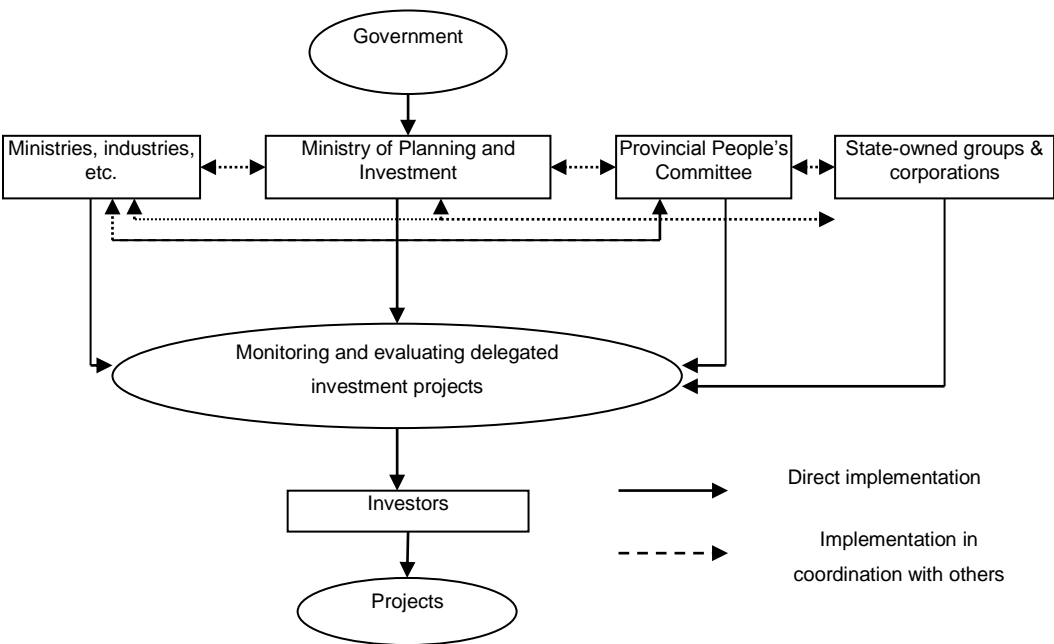 Government
Ministries, industries,
etc.
Ministry of Planning and
Investment
Provincial People's
Committee
State-owned groups &
corporations
Monitoring and evaluating delegated
investment projects
Investors
Projects
Direct implementation
Implementation in
coordination with others